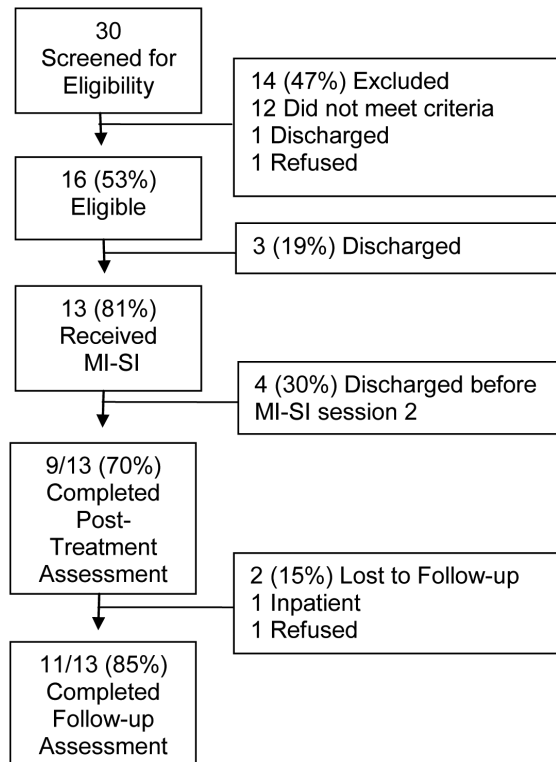 30
Screened for
Eligibility
14 (47%) Excluded
12 Did not meet criteria
1 Discharged
1 Refused
16 (53%)
Eligible
3 (19%) Discharged
13 (81%)
Received
MI-SI
4 (30%) Discharged before
MI-SI session 2
9/13 (70%)
Completed
Post-
Treatment
Assessment
2 (15%) Lost to Follow-up
1 Inpatient
1 Refused
11/13 (85%)
Completed
Follow-up
Assessment